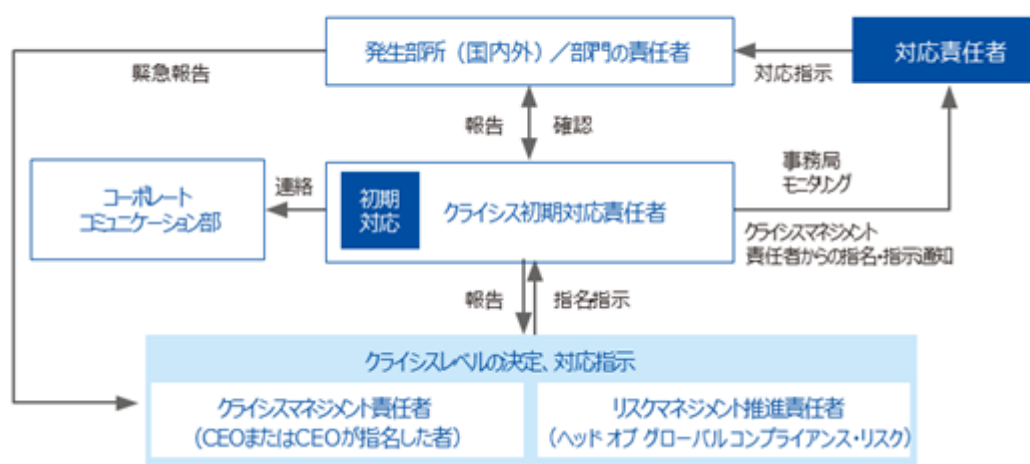 発生部所（国内外）／部門の責任者
対応責任者
緊急報告
対応指示
報告
確認
コーポレート
コミュニケーション部
連絡
初期
対応
クライシス初期対応責任者
事務局
モニタリング
クライシスマネジメント
責任者からの指名・指示通知
報告
指名・指示
クライシスレベルの決定、対応指示
クライシスマネジメント責任者
（CEOまたはCEOが指名した者）
リスクマネジメント推進責任者
（ヘッド オブ グローバル コンプライアンス・リスク）